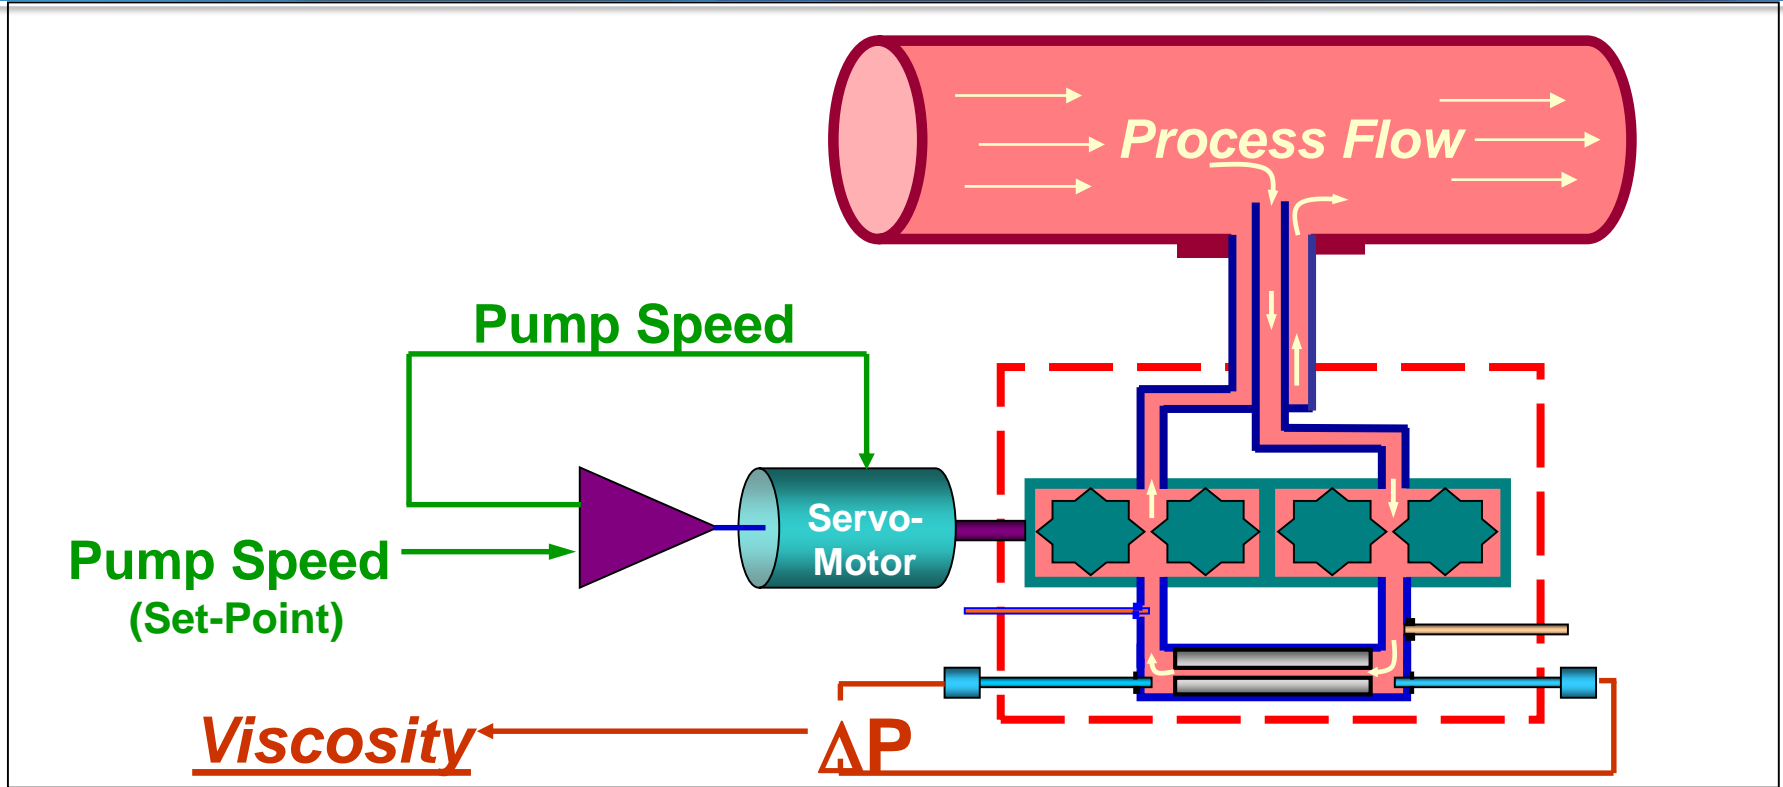 Process Flow
Pump Speed
Servo-
Motor
Pump Speed
(Set-Point)
Viscosity
ΔP